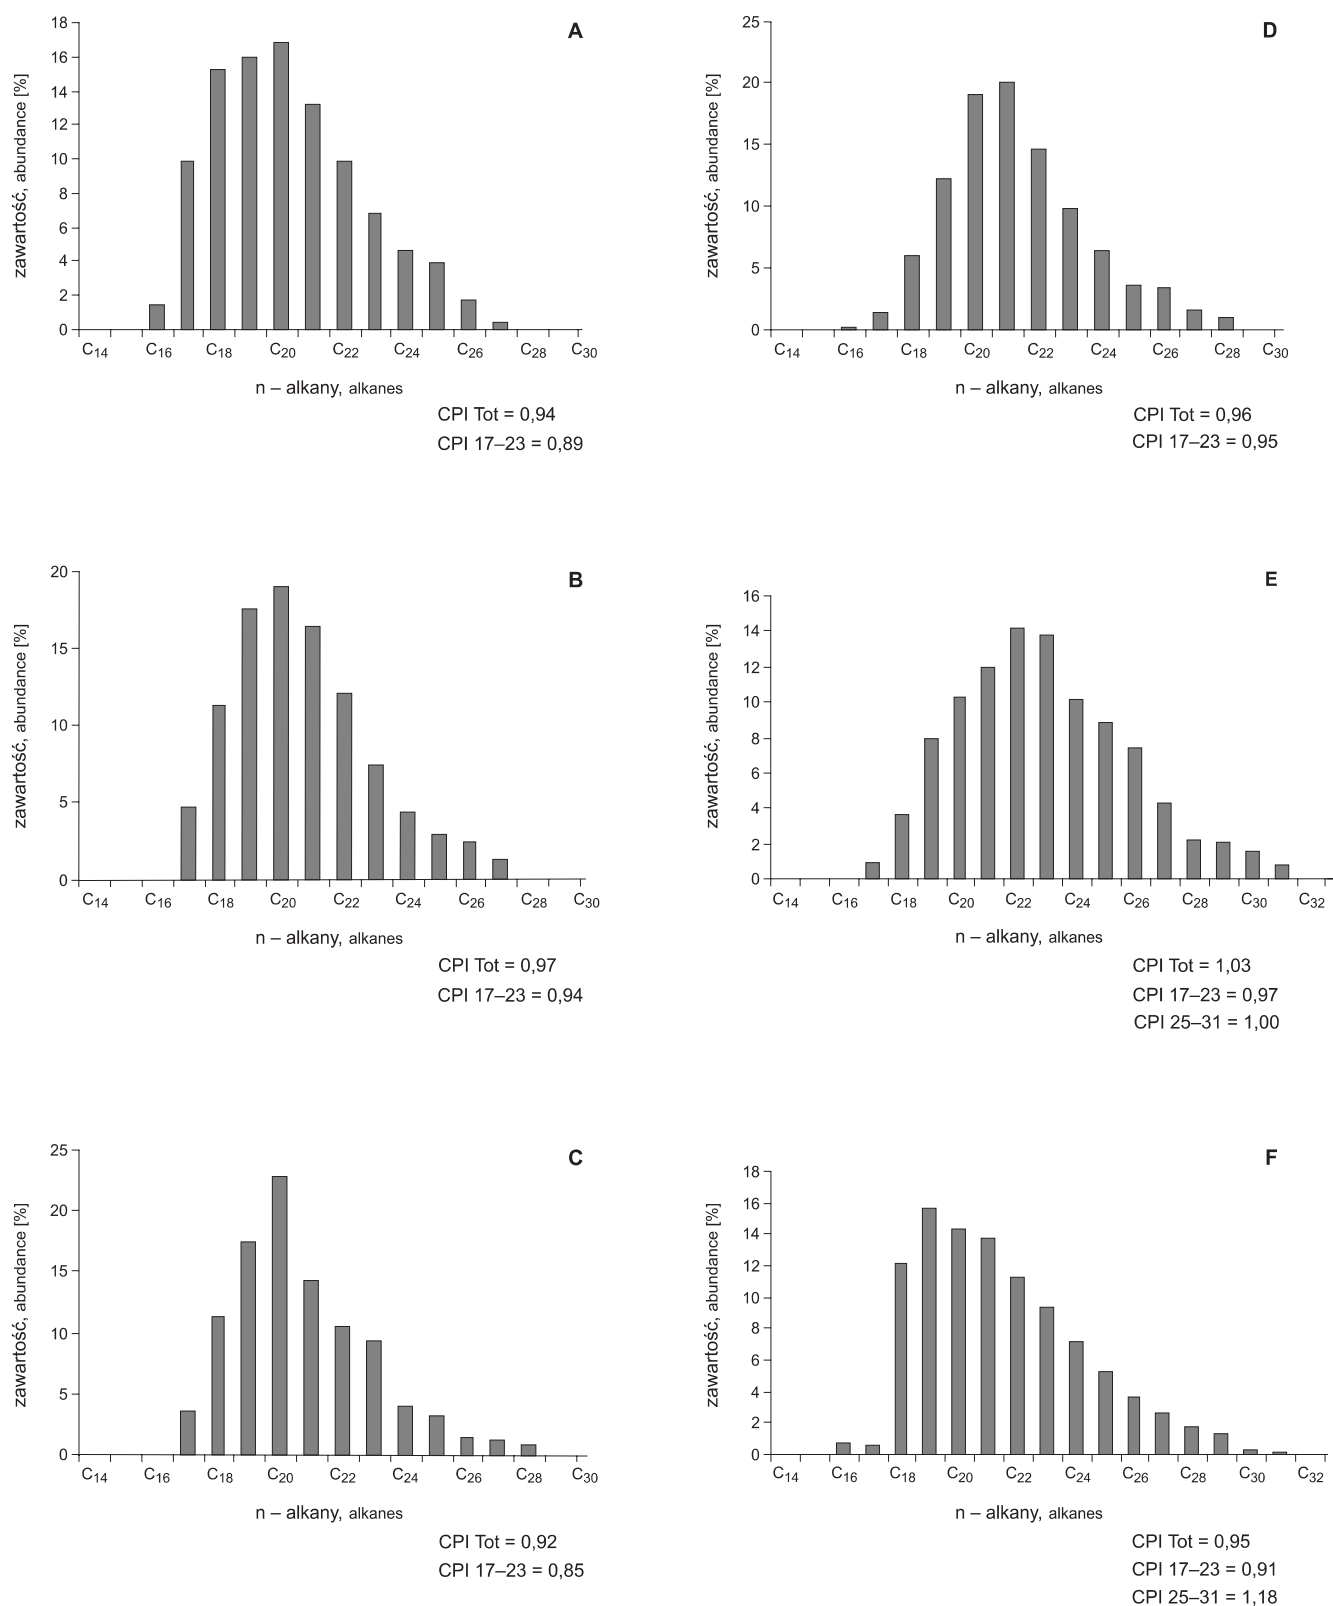 A
zawartość, abundance [%]
18
16
14
12
10
8
6
4
2
0
C14 C16 C18 C20 C22 C24 C26 C28 C30
n – alkany, alkanes
CPI Tot = 0,94
CPI 17–23 = 0,89
D
zawartość, abundance [%]
25
20
15
10
5
0
C14 C16 C18 C20 C22 C24 C26 C28 C30
n – alkany, alkanes
CPI Tot = 0,96
CPI 17–23 = 0,95
B
zawartość, abundance [%]
20
15
10
5
0
C14 C16 C18 C20 C22 C24 C26 C28 C30
n – alkany, alkanes
CPI Tot = 0,97
CPI 17–23 = 0,94
E
zawartość, abundance [%]
16
14
12
10
8
6
4
2
0
C14 C16 C18 C20 C22 C24 C26 C28 C30 C32
n – alkany, alkanes
CPI Tot = 1,03
CPI 17–23 = 0,97
CPI 25–31 = 1,00
C
zawartość, abundance [%]
25
20
15
10
5
0
C14 C16 C18 C20 C22 C24 C26 C28 C30
n – alkany, alkanes
CPI Tot = 0,92
CPI 17–23 = 0,85
F
zawartość, abundance [%]
18
16
14
12
10
8
6
4
2
0
C14 C16 C18 C20 C22 C24 C26 C28 C30 C32
n – alkany, alkanes
CPI Tot = 0,95
CPI 17–23 = 0,91
CPI 25–31 = 1,18